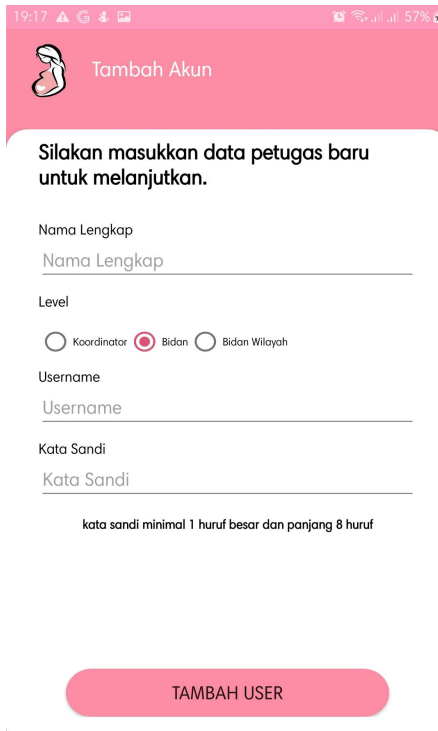 19:17
57%
Tambah Akun
Silakan masukkan data petugas baru
untuk melanjutkan.
Nama Lengkap
Nama Lengkap
Level
Koordinator Bidan Bidan Wilayah
Username
Username
Kata Sandi
Kata Sandi
kata sandi minimal 1 huruf besar dan panjang 8 huruf
TAMBAH USER